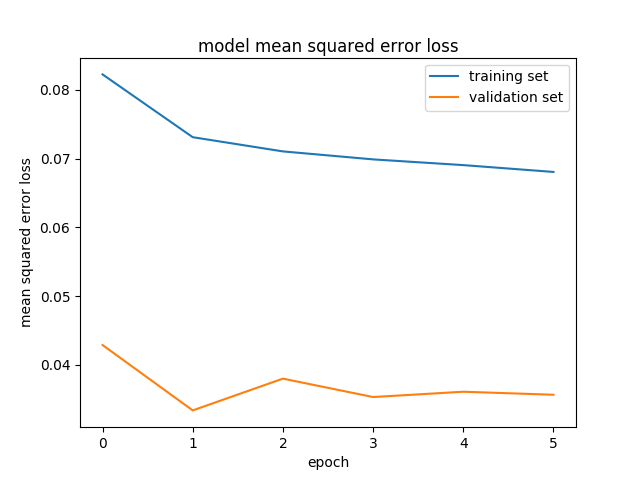 model mean squared error loss
training set
validation set
0.08
0.07
0.06
0.05
0.04
mean squared error loss
0 1 2 3 4 5
epoch